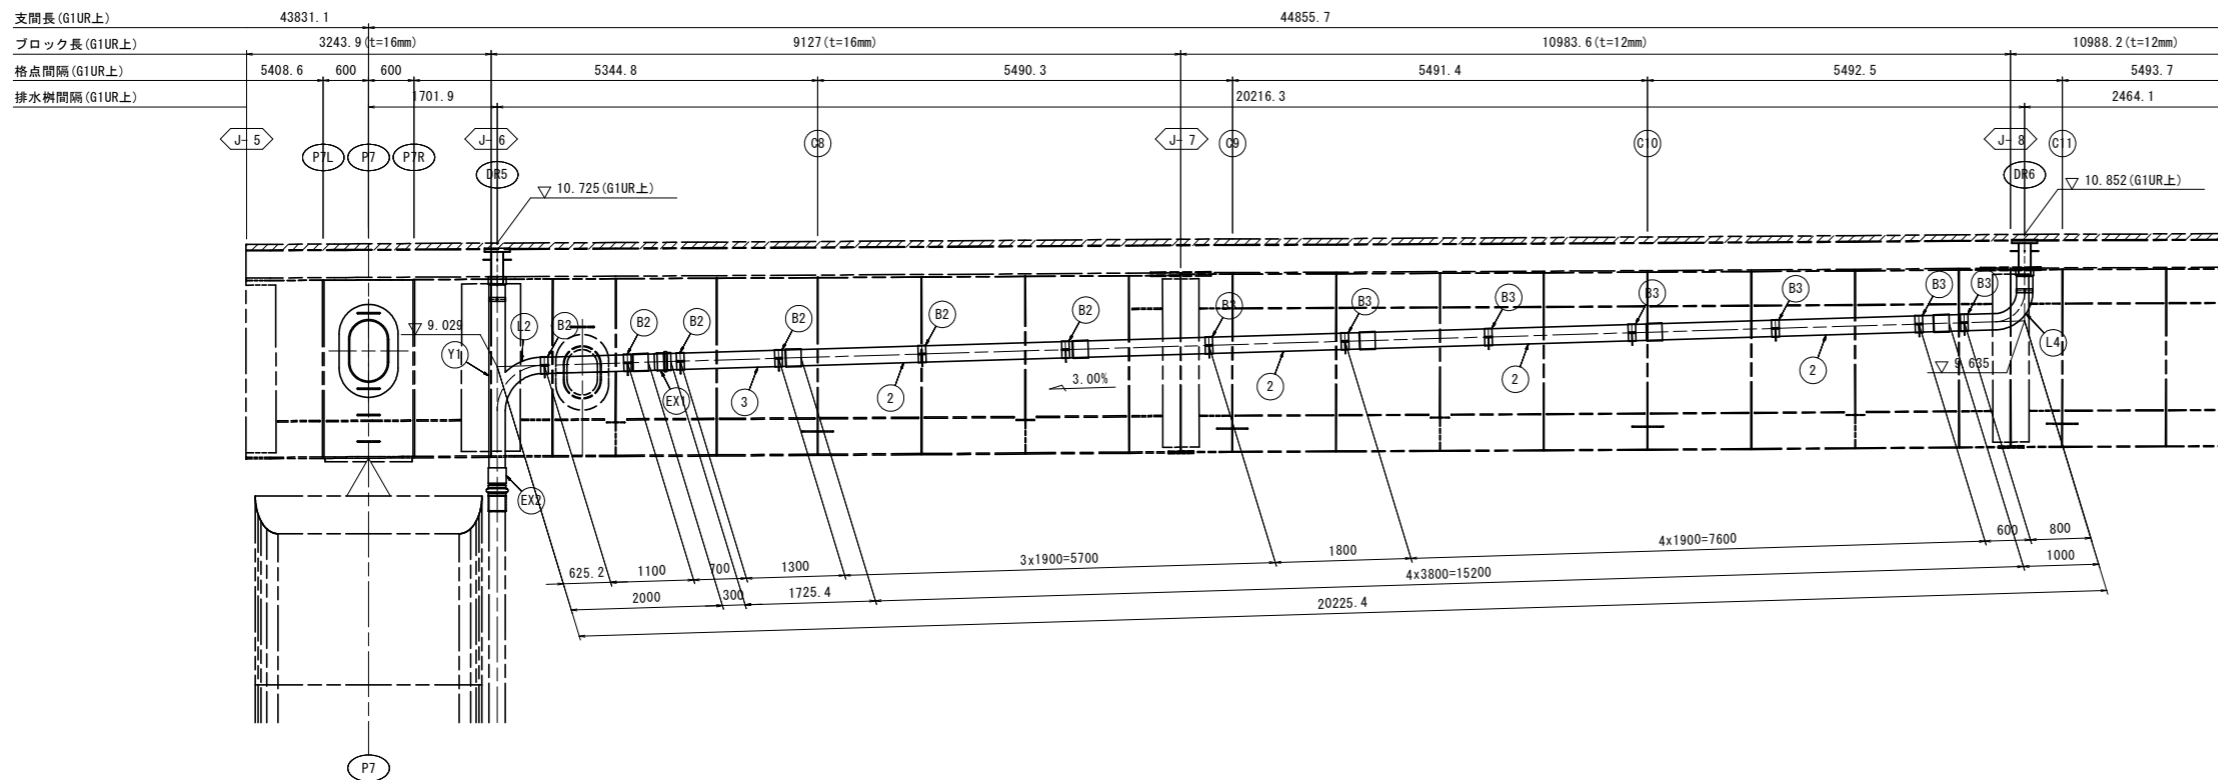 支間長(G1UR上) 43831.1 44855.7
ブロック長(G1UR上) 3243.9(t=16mm) 9127(t=16mm) 10983.6(t=12mm) 10988.2(t=12mm)
格点間隔(G1UR上) 5408.6 600 600 5344.8 5490.3 5491.4 5492.5 5493.7
排水桝間隔(G1UR上) 1701.9 20216.3 2464.1
J-5 J-6 C8 J-7 C9 C10 J-8 C11
P7L P7 P7R
DR5 DR6
10.725(G1UR上) 10.852(G1UR上)
B3 B3
B3 B3 B3 B3 B3
9.029 L2 B2 B2 B2 B2 B2 B2
Y1 L4
9.635
3.00%
EX1 3 2 2 2 2
EX2
625.2 1100 700 1300 3x1900=5700 1800 4x1900=7600 600 800
2000 300 1725.4 4x3800=15200 1000
20225.4
P7